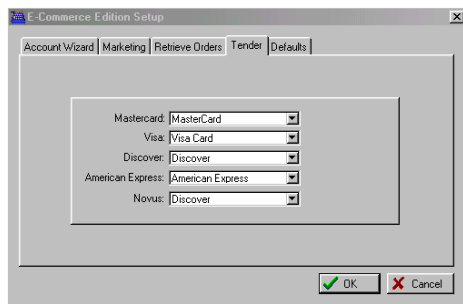 E-Commerce Edition Setup
Account Wizard Marketing Retrieve Orders Tender Defaults
Mastercard: MasterCard
Visa: Visa Card
Discover: Discover
American Express: American Express
Novus: Discover
OK Cancel